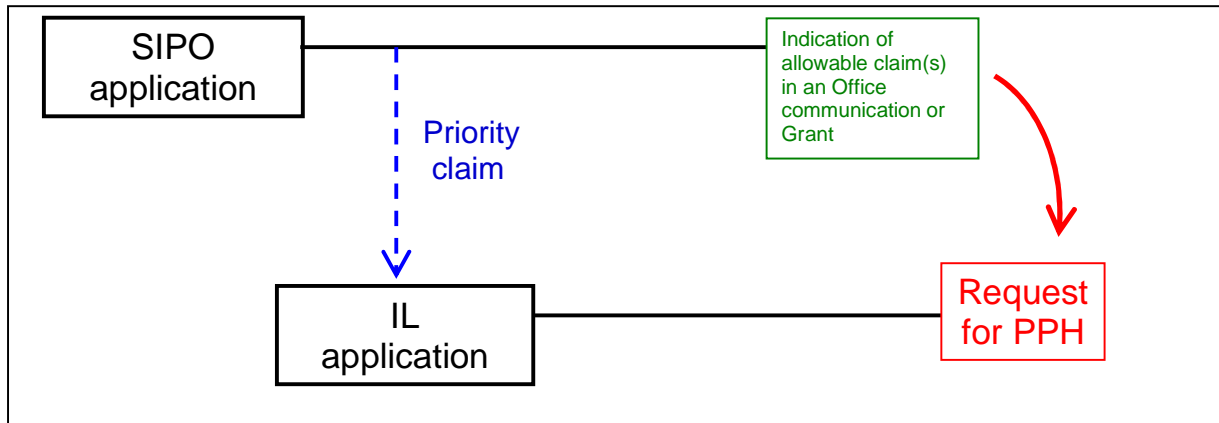 SIPO
application
Indication of
allowable claim(s)
in an Office
communication or
Grant
Priority
claim
IL
application
Request
for PPH